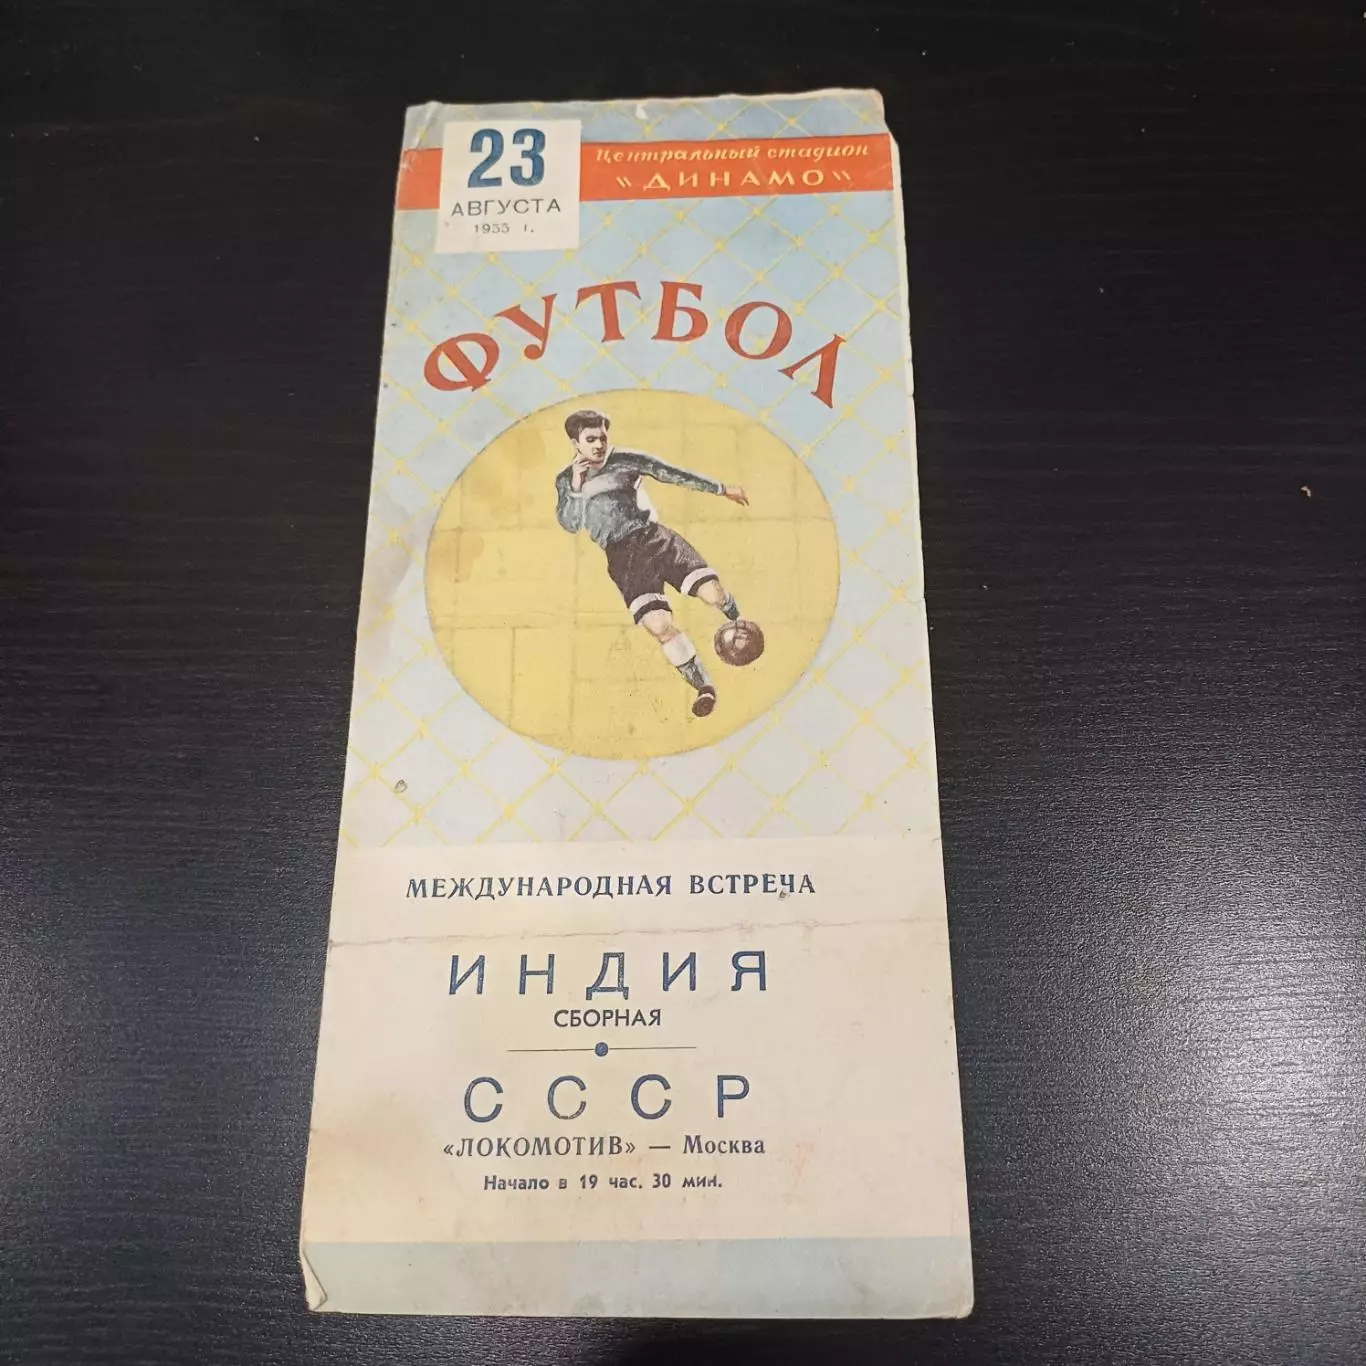 23
АВГУСТА
1955 г.
Центральный стадион
"ДИНАМО"
ФУТБОЛ
МЕЖДУНАРОДНАЯ ВСТРЕЧА
ИНДИЯ
СБОРНАЯ
СССР
«ЛОКОМОТИВ» — Москва
Начало в 19 час. 30 мин.